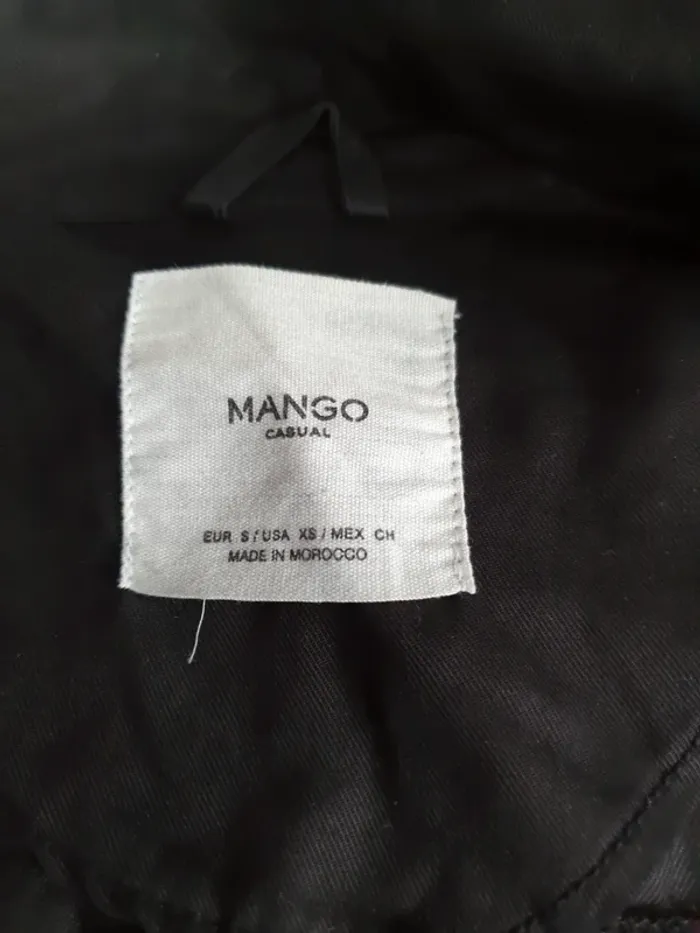 MANGO
CASUAL
EUR S / USA XS / MEX CH
MADE IN MOROCCO